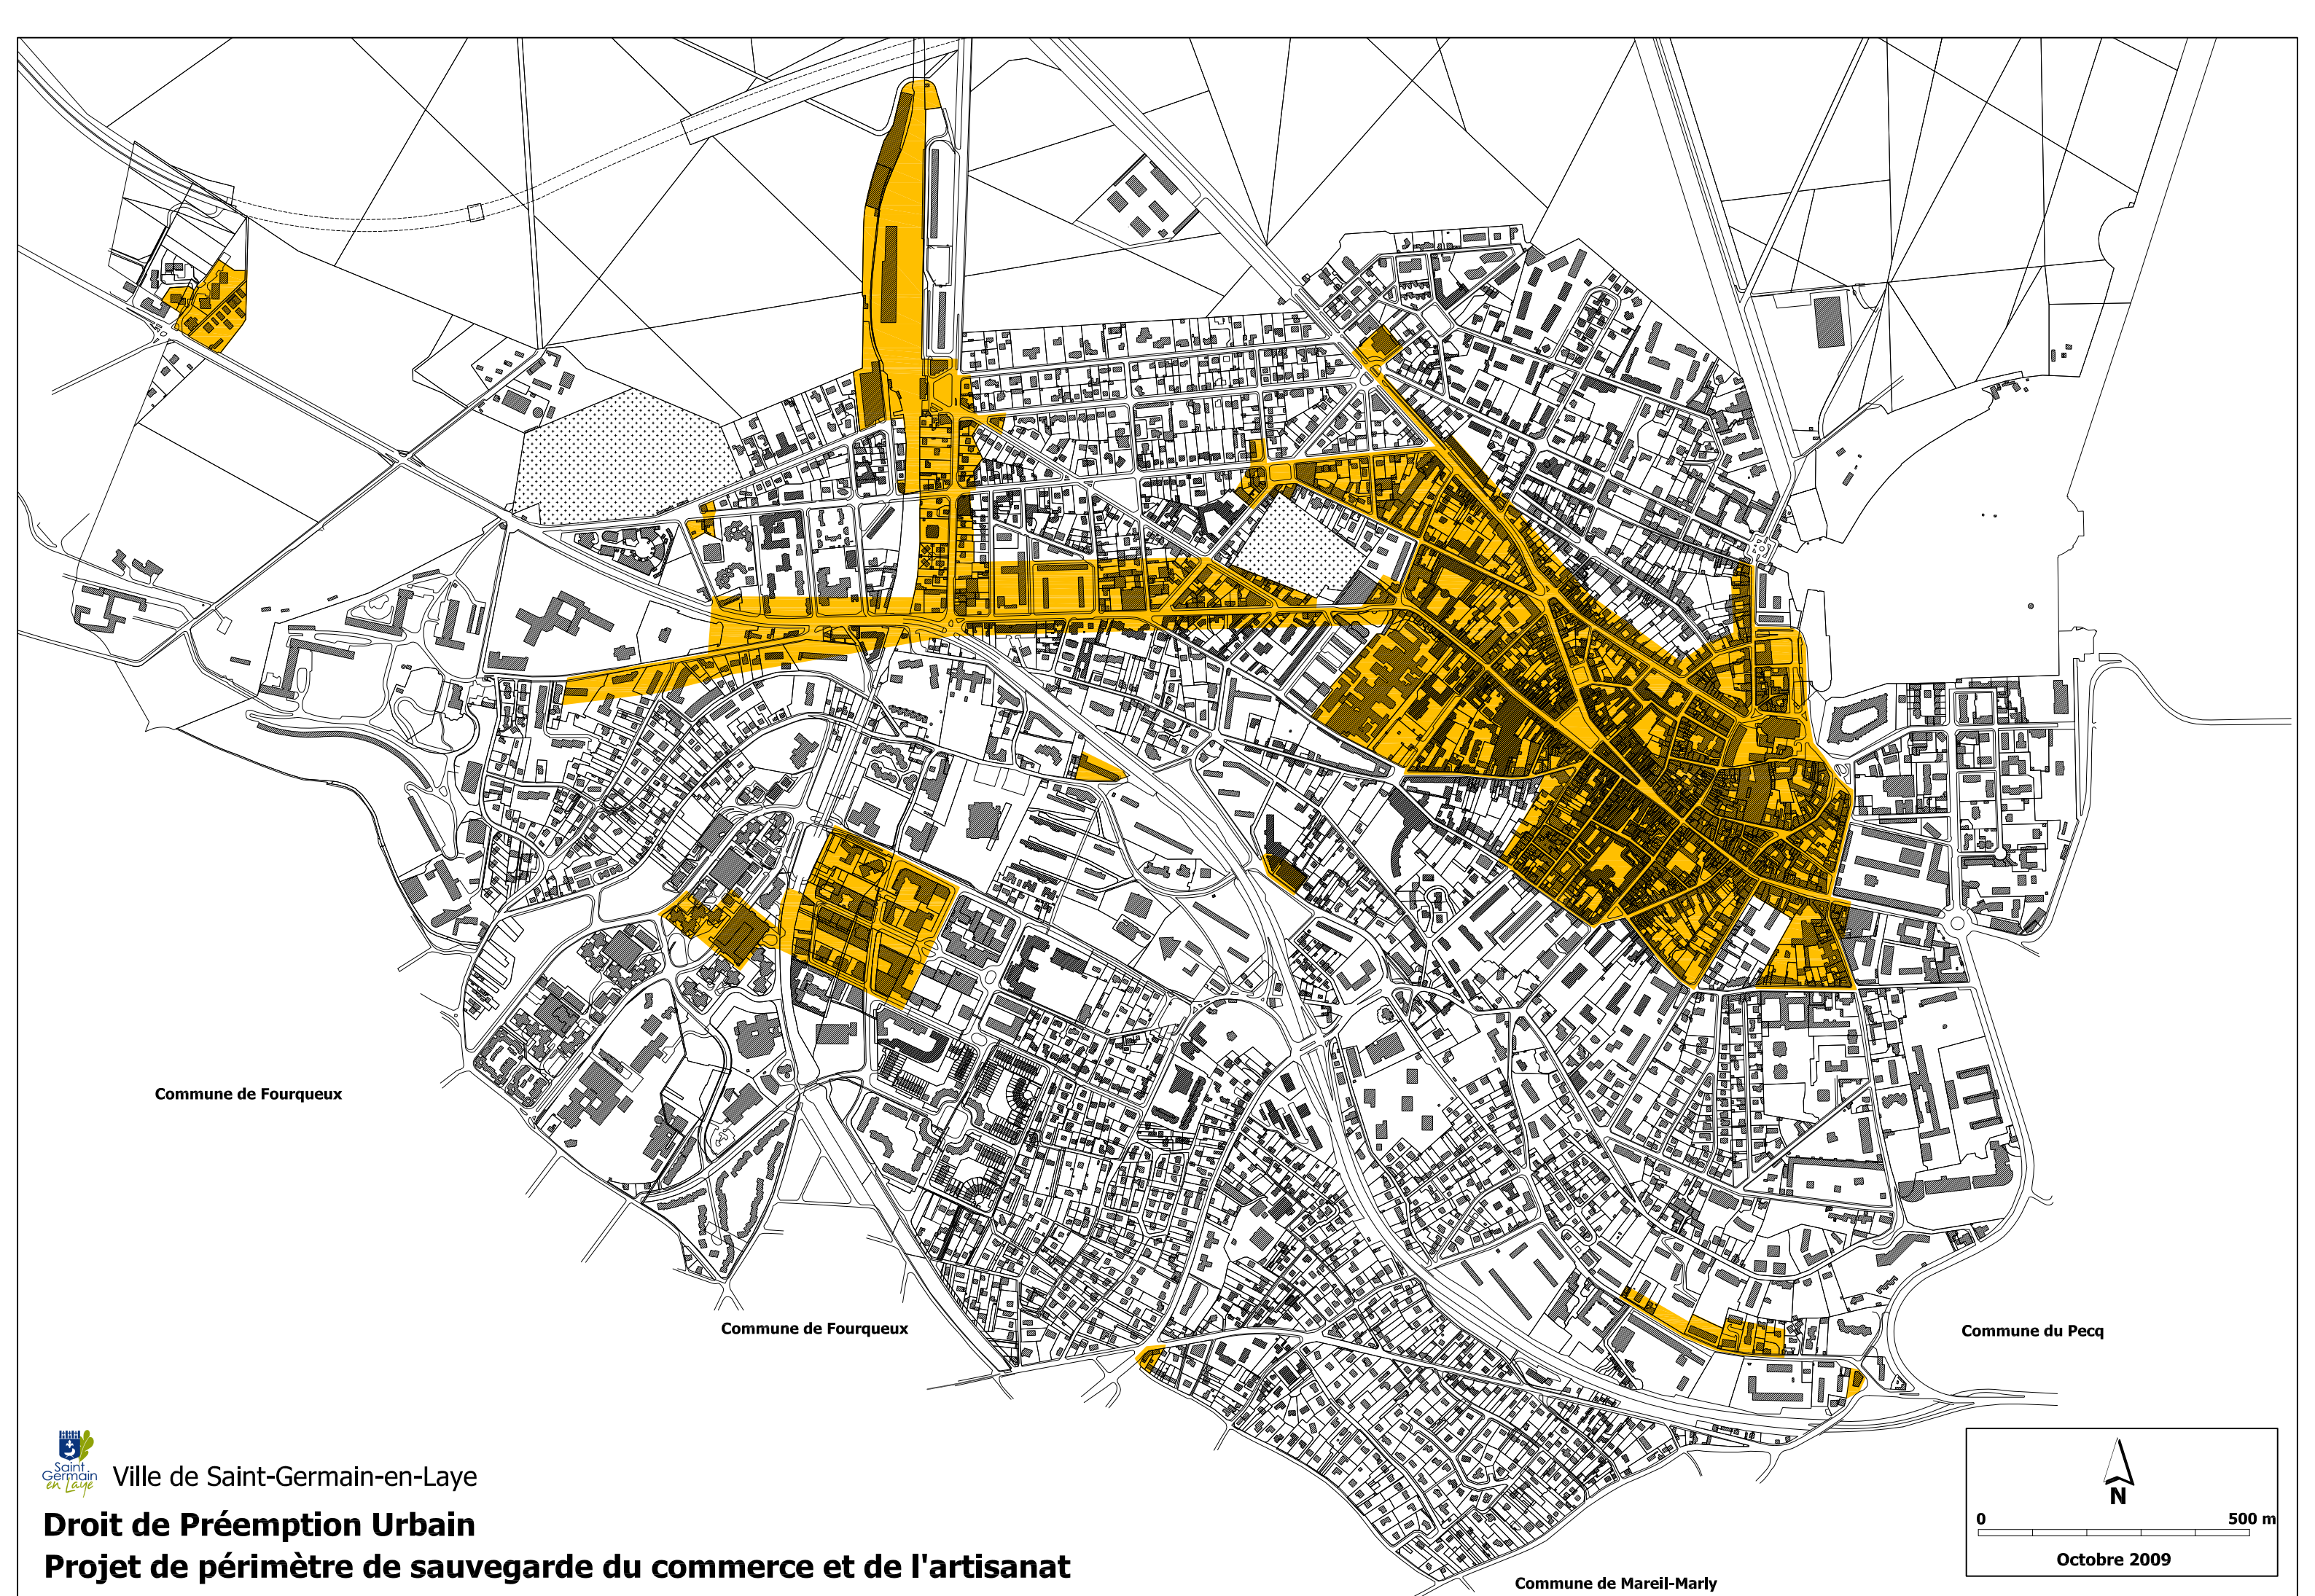 Commune de Fourqueux
Commune de Fourqueux
Commune du Pecq
Saint
Germain
en Laye
Ville de Saint-Germain-en-Laye
Droit de Préemption Urbain
Projet de périmètre de sauvegarde du commerce et de l'artisanat
N
0 500 m
Octobre 2009
Commune de Mareil-Marly